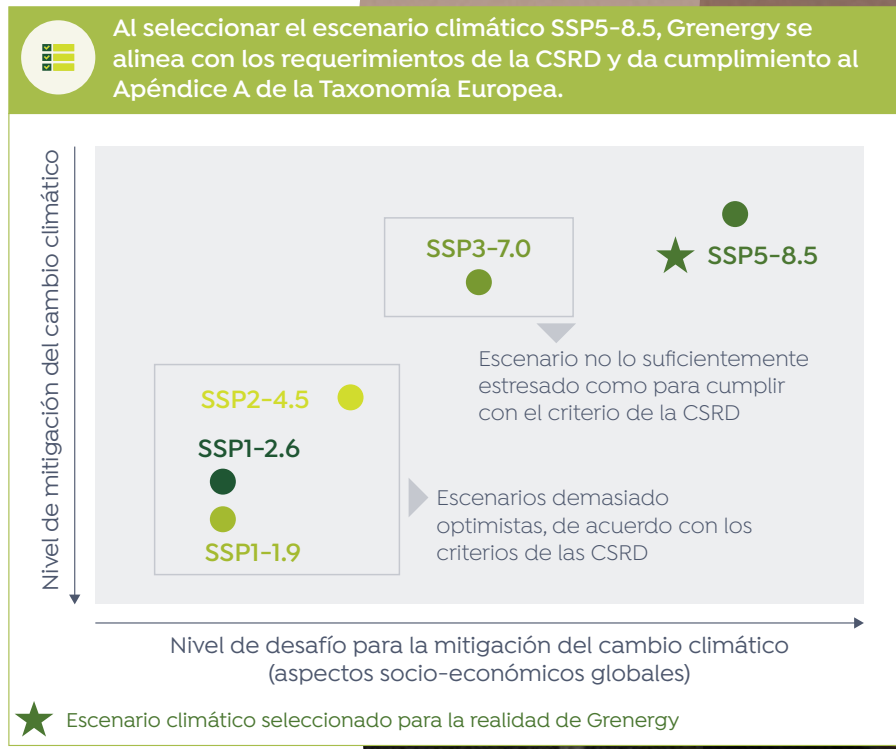 Al seleccionar el escenario climático SSP5-8.5, Grenergy se
alinea con los requerimientos de la CSRD y da cumplimiento al
Apéndice A de la Taxonomía Europea.
Nivel de mitigación del cambio climático
SSP3-7.0
SSP5-8.5
Escenario no lo suficientemente
estresado como para cumplir
con el criterio de la CSRD
SSP2-4.5
SSP1-2.6
SSP1-1.9
Escenarios demasiado
optimistas, de acuerdo con los
criterios de las CSRD
Nivel de desafío para la mitigación del cambio climático
(aspectos socio-económicos globales)
Escenario climático seleccionado para la realidad de Grenergy